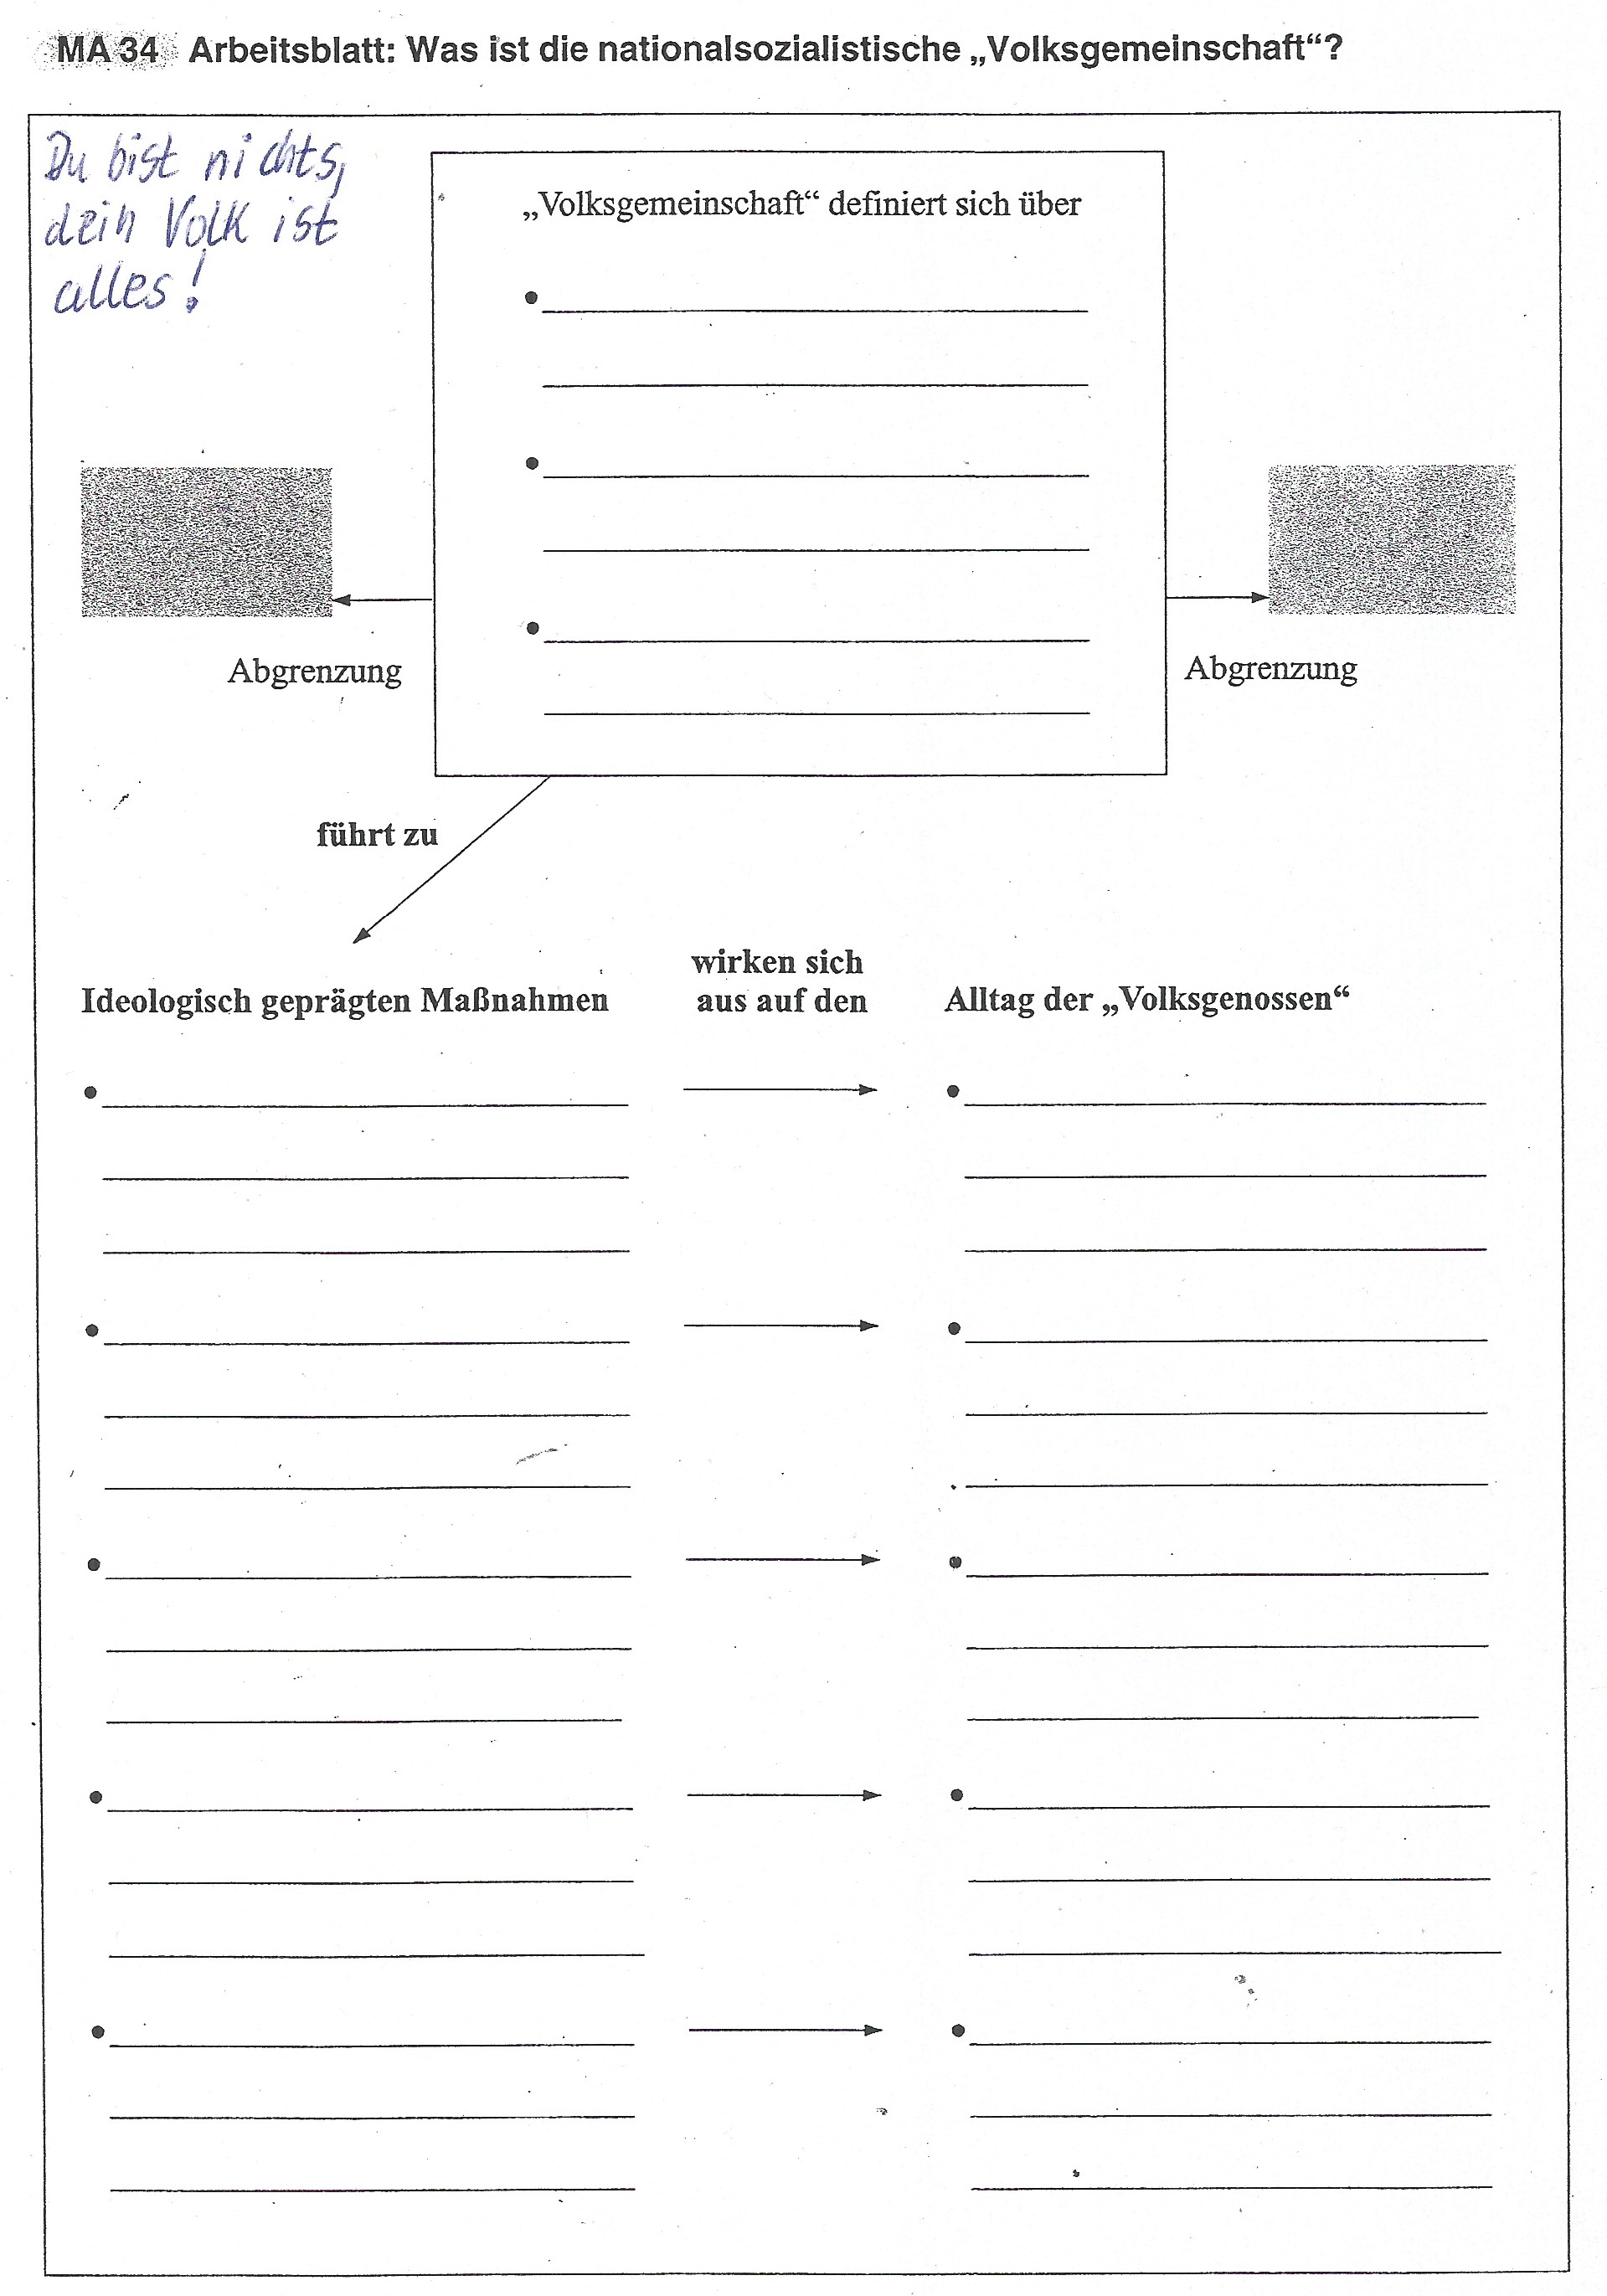 MA 34 Arbeitsblatt: Was ist die nationalsozialistische „Volksgemeinschaft“?
Du bist nichts,
dein Volk ist
alles!
„Volksgemeinschaft“ definiert sich über
Abgrenzung
Abgrenzung
führt zu
Ideologisch geprägten Maßnahmen
wirken sich
aus auf den
Alltag der „Volksgenossen“